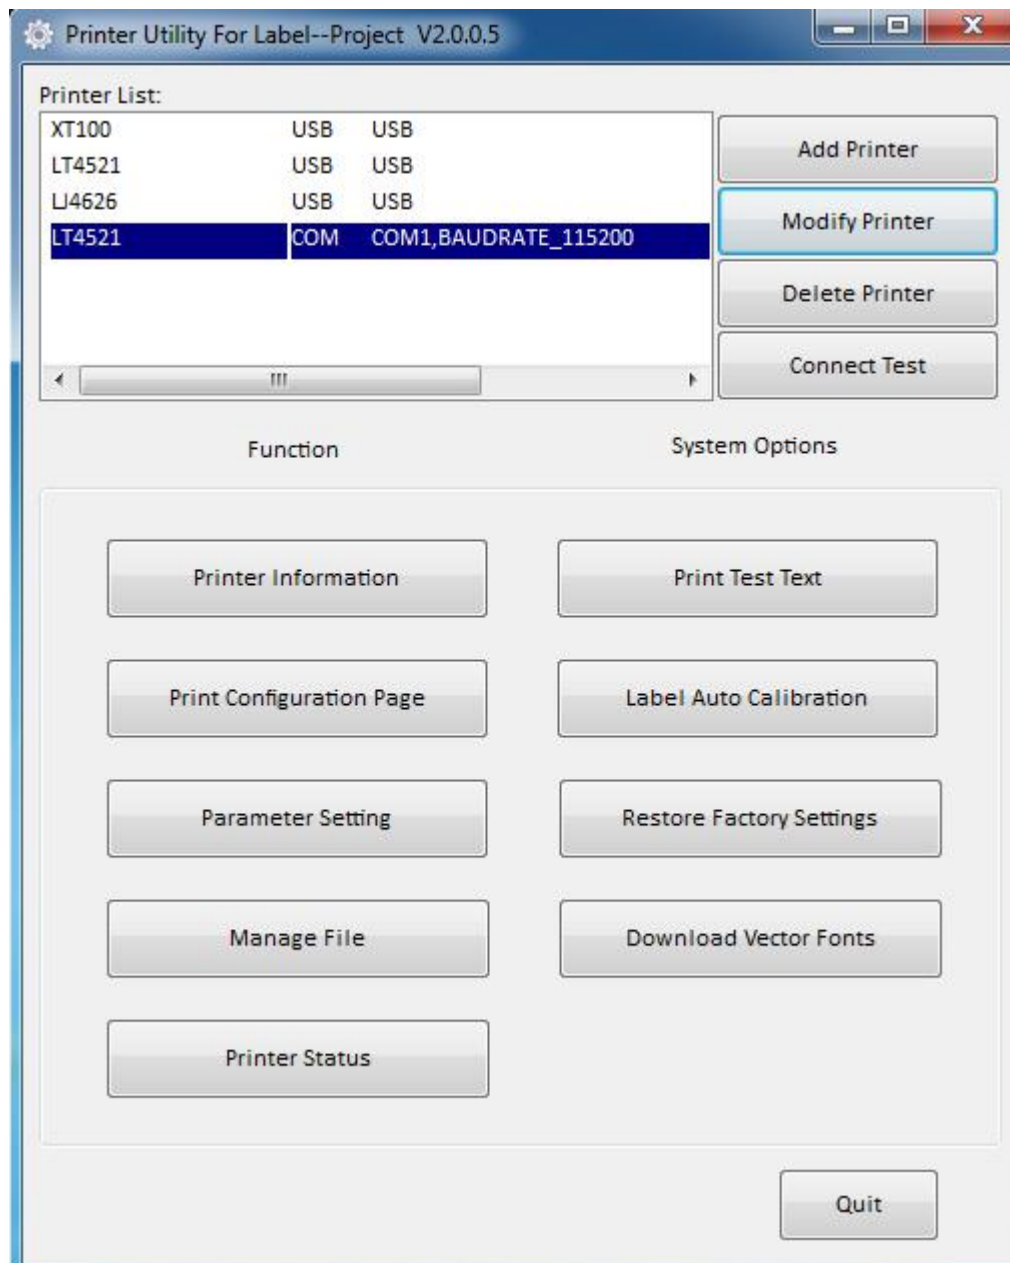 Printer Utility For Label--Project V2.0.0.5
Printer List:
XT100 USB USB
LT4521 USB USB
LJ4626 USB USB
LT4521 COM COM1,BAUDRATE_115200
Add Printer
Modify Printer
Delete Printer
Connect Test
Function System Options
Printer Information Print Test Text
Print Configuration Page Label Auto Calibration
Parameter Setting Restore Factory Settings
Manage File Download Vector Fonts
Printer Status
Quit